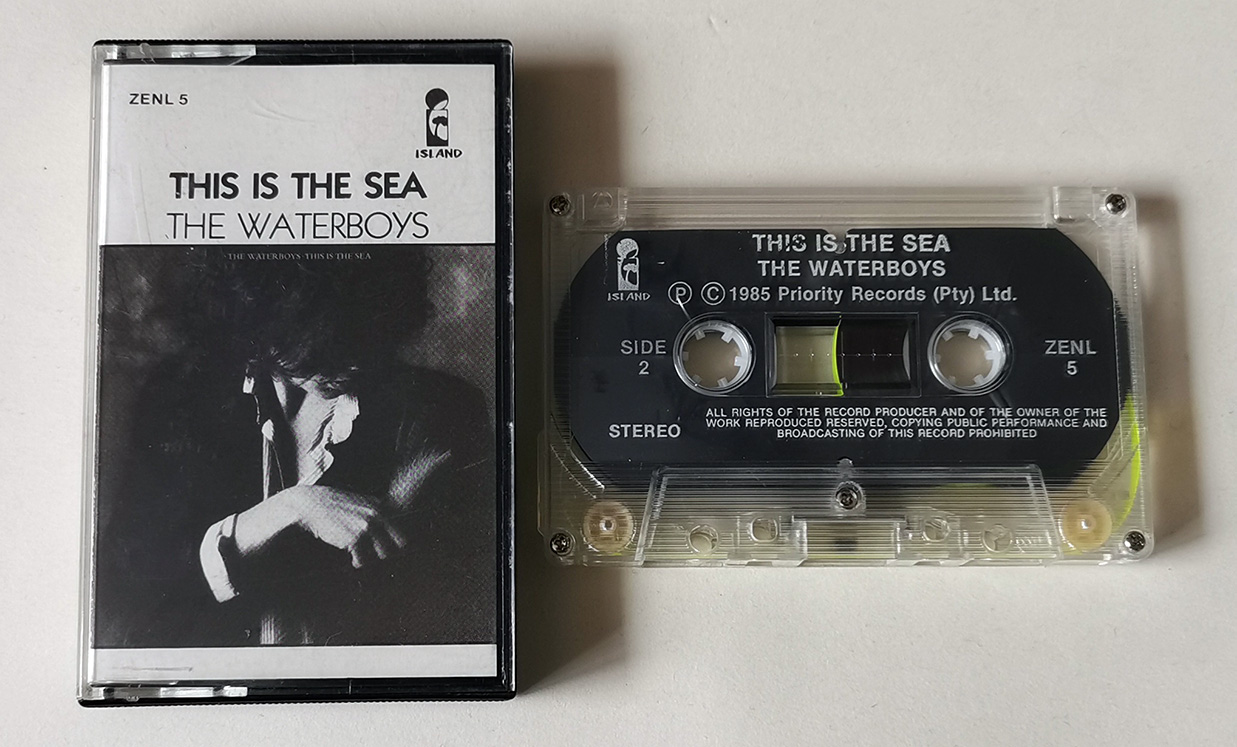 ZENL 5
ISLAND
THIS IS THE SEA
THE WATERBOYS
THE WATERBOYS · THIS IS THE SEA
ISLAND
THIS IS THE SEA
THE WATERBOYS
Ⓟ Ⓒ 1985 Priority Records (Pty) Ltd.
SIDE
2
ZENL
5
STEREO
ALL RIGHTS OF THE RECORD PRODUCER AND OF THE OWNER OF THE
WORK REPRODUCED RESERVED, COPYING PUBLIC PERFORMANCE AND
BROADCASTING OF THIS RECORD PROHIBITED